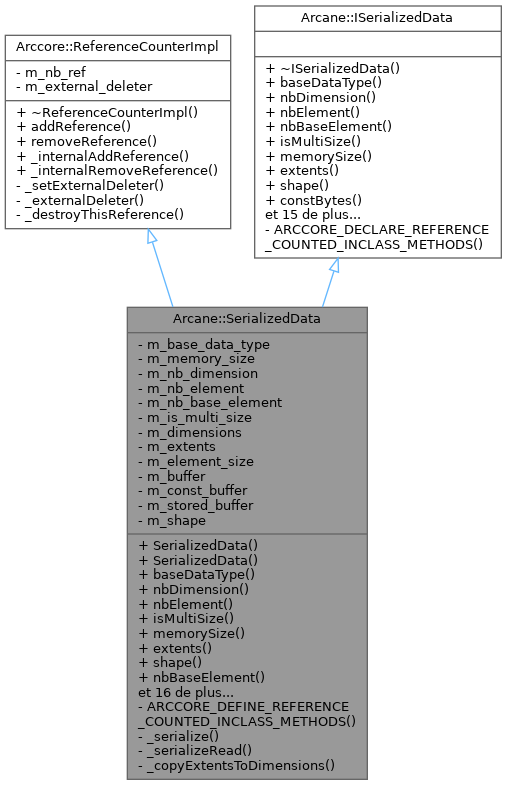 Arccore::ReferenceCounterImpl
- m_nb_ref
- m_external_deleter
+ ~ReferenceCounterImpl()
+ addReference()
+ removeReference()
+ _internalAddReference()
+ _internalRemoveReference()
- _setExternalDeleter()
- _externalDeleter()
- _destroyThisReference()
Arcane::ISerializedData
+ ~ISerializedData()
+ baseDataType()
+ nbDimension()
+ nbElement()
+ nbBaseElement()
+ isMultiSize()
+ memorySize()
+ extents()
+ shape()
+ constBytes()
et 15 de plus...
- ARCCORE_DECLARE_REFERENCE
_COUNTED_INCLASS_METHODS()
Arcane::SerializedData
- m_base_data_type
- m_memory_size
- m_nb_dimension
- m_nb_element
- m_nb_base_element
- m_is_multi_size
- m_dimensions
- m_extents
- m_element_size
- m_buffer
- m_const_buffer
- m_stored_buffer
- m_shape
+ SerializedData()
+ SerializedData()
+ baseDataType()
+ nbDimension()
+ nbElement()
+ isMultiSize()
+ memorySize()
+ extents()
+ shape()
+ nbBaseElement()
et 16 de plus...
- ARCCORE_DEFINE_REFERENCE
_COUNTED_INCLASS_METHODS()
- _serialize()
- _serializeRead()
- _copyExtentsToDimensions()